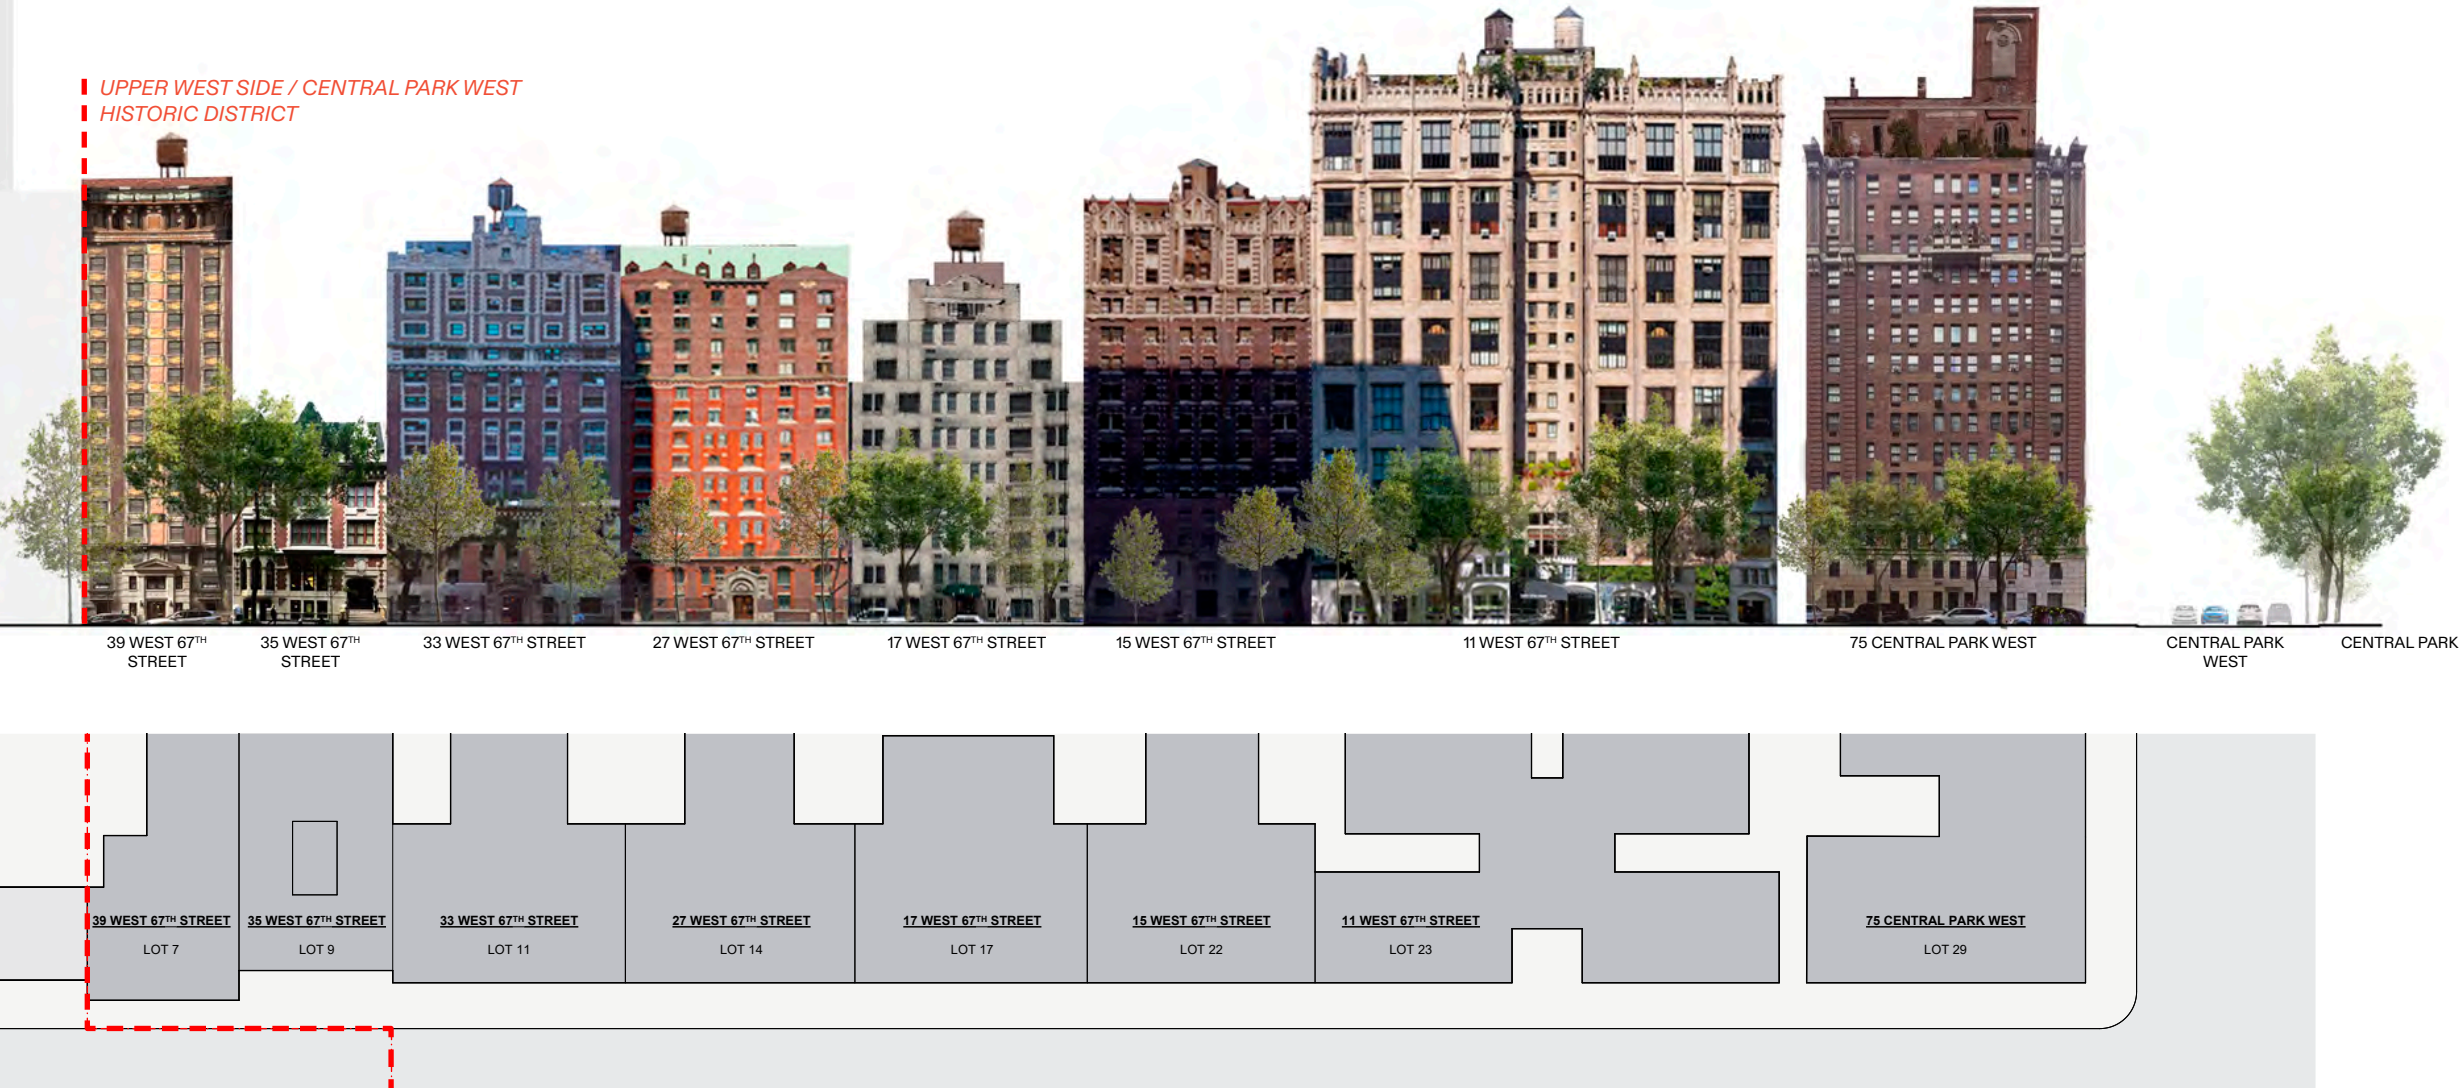 UPPER WEST SIDE / CENTRAL PARK WEST
HISTORIC DISTRICT
39 WEST 67TH
STREET
35 WEST 67TH
STREET
33 WEST 67TH STREET
27 WEST 67TH STREET
17 WEST 67TH STREET
15 WEST 67TH STREET
11 WEST 67TH STREET
75 CENTRAL PARK WEST
CENTRAL PARK
WEST
CENTRAL PARK
39 WEST 67TH STREET
LOT 7
35 WEST 67TH STREET
LOT 9
33 WEST 67TH STREET
LOT 11
27 WEST 67TH STREET
LOT 14
17 WEST 67TH STREET
LOT 17
15 WEST 67TH STREET
LOT 22
11 WEST 67TH STREET
LOT 23
75 CENTRAL PARK WEST
LOT 29